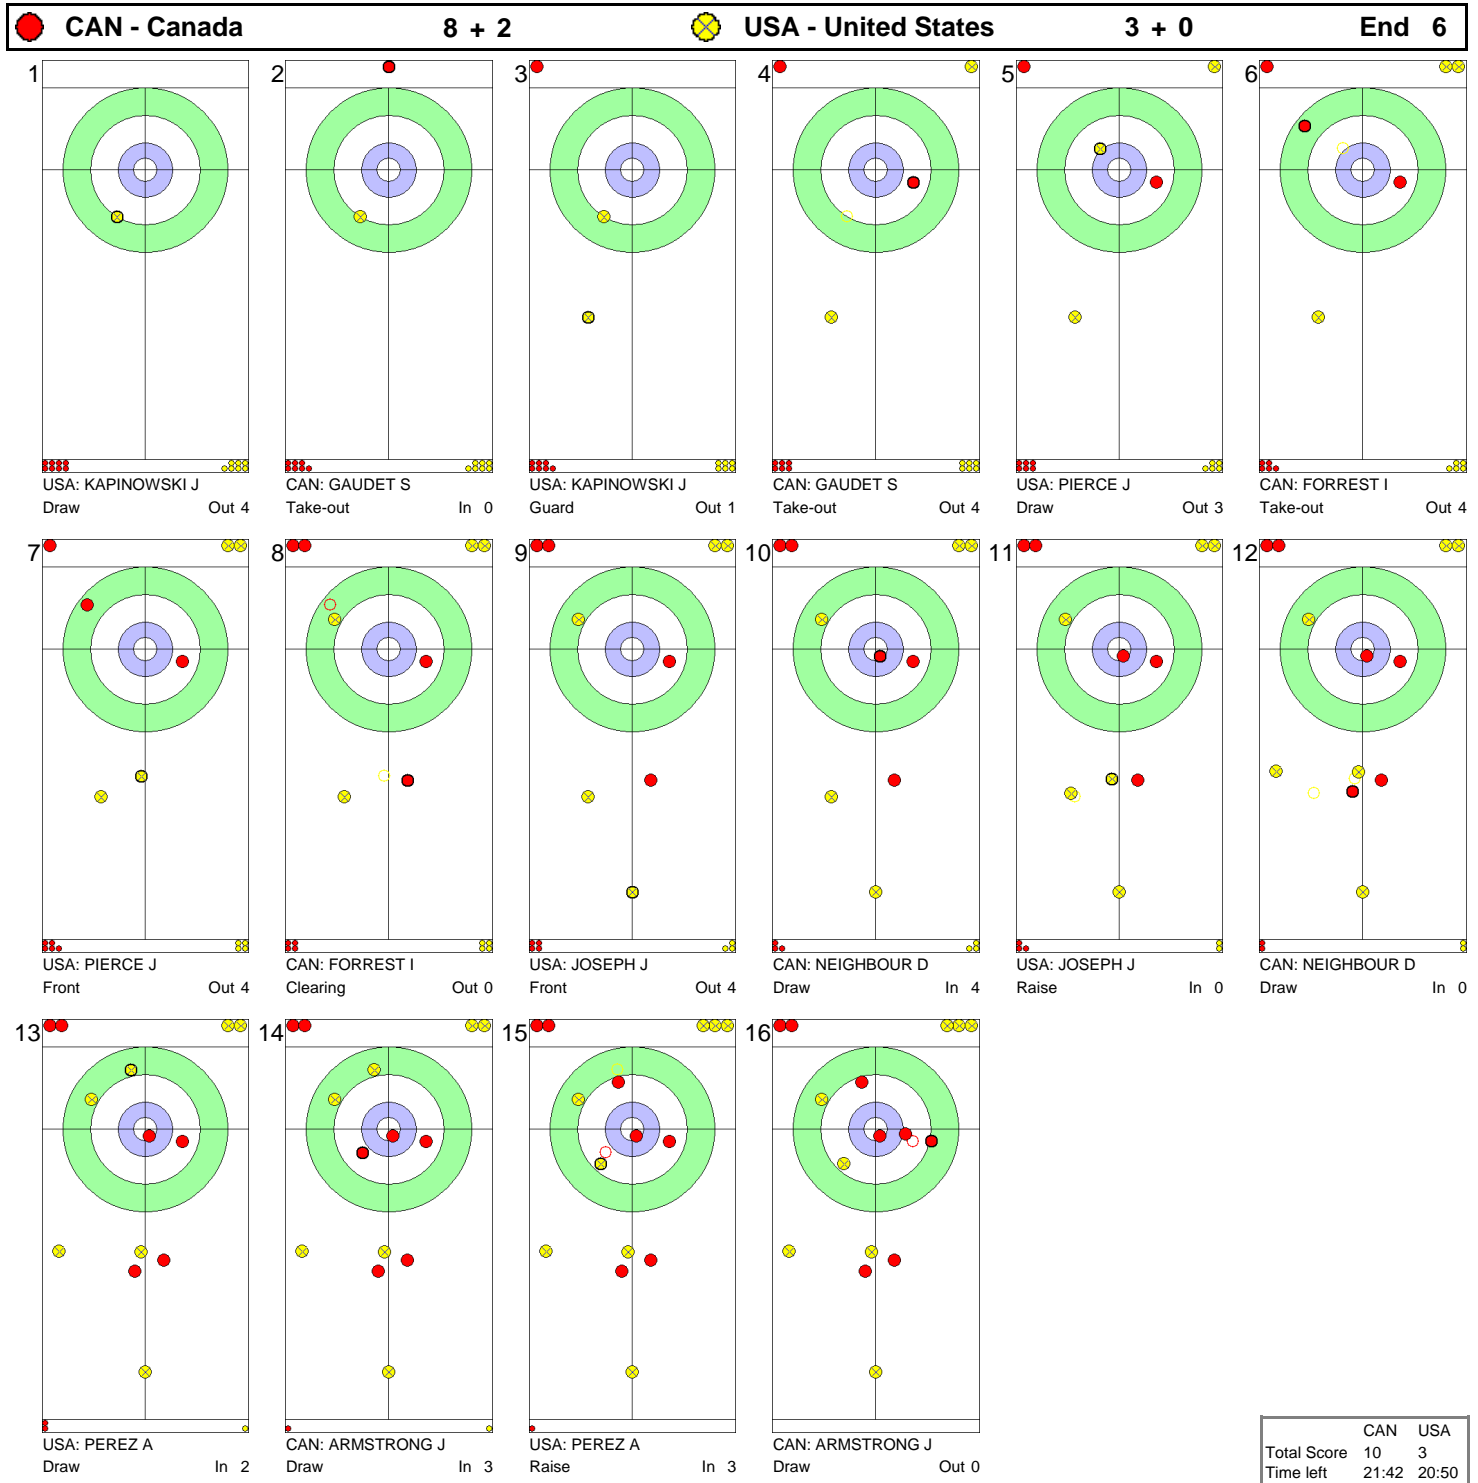 CAN - Canada 8 + 2 USA - United States 3 + 0 End 6
1 2 3 4 5 6
USA: KAPINOWSKI J CAN: GAUDET S USA: KAPINOWSKI J CAN: GAUDET S USA: PIERCE J CAN: FORREST I
Draw Out 4 Take-out In 0 Guard Out 1 Take-out Out 4 Draw Out 3 Take-out Out 4
7 8 9 10 11 12
USA: PIERCE J CAN: FORREST I USA: JOSEPH J CAN: NEIGHBOUR D USA: JOSEPH J CAN: NEIGHBOUR D
Front Out 4 Clearing Out 0 Front Out 4 Draw In 4 Raise In 0 Draw In 0
13 14 15 16
USA: PEREZ A CAN: ARMSTRONG J USA: PEREZ A CAN: ARMSTRONG J
Draw In 2 Draw In 3 Raise In 3 Draw Out 0
CAN USA
Total Score 10 3
Time left 21:42 20:50